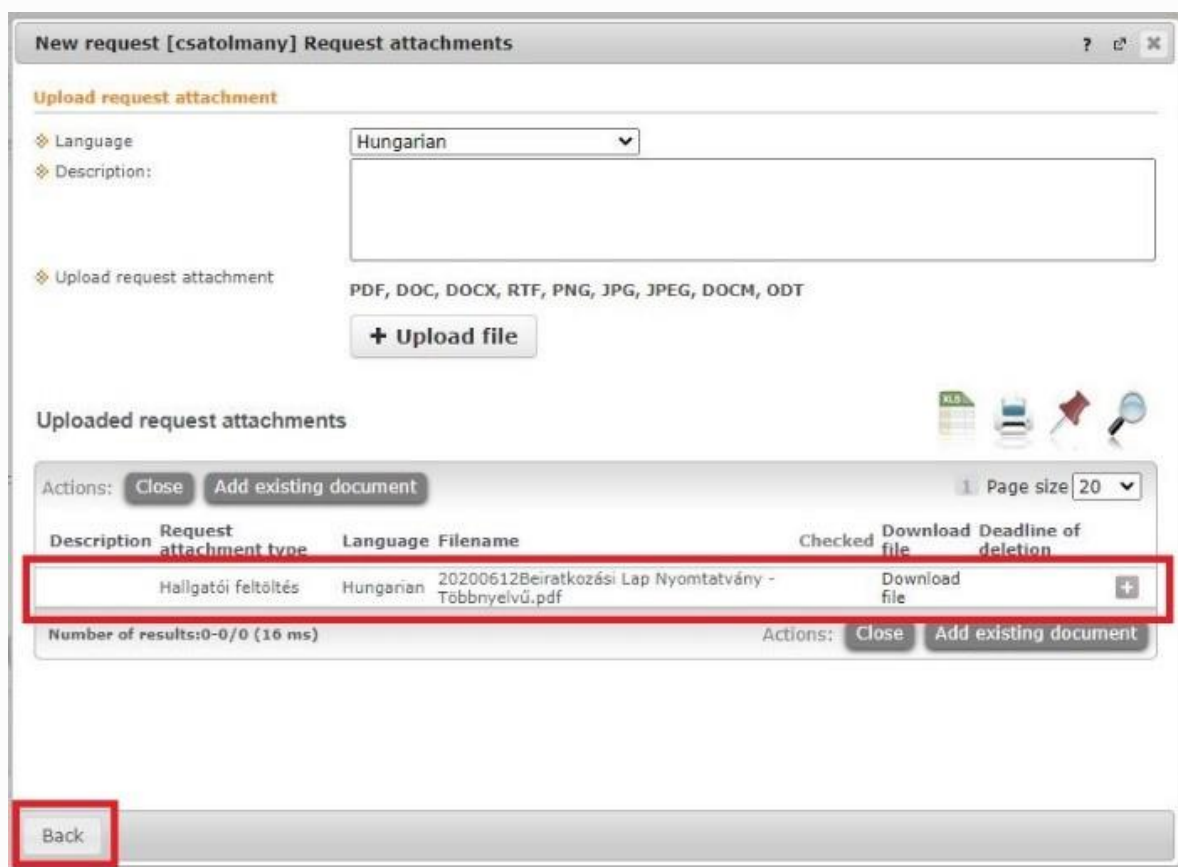 New request [csatolmany] Request attachments ?
Upload request attachment
Language Hungarian
Description:
Upload request attachment PDF, DOC, DOCX, RTF, PNG, JPG, JPEG, DOCM, ODT
+ Upload file
Uploaded request attachments XLS
Actions: Close Add existing document 1 Page size 20
Description Request attachment type Language Filename Checked Download file Deadline of deletion
Hallgatói feltöltés Hungarian 20200612Beiratkozási Lap Nyomtatvány - Többnyelvű.pdf Download file +
Number of results:0-0/0 (16 ms) Actions: Close Add existing document
Back